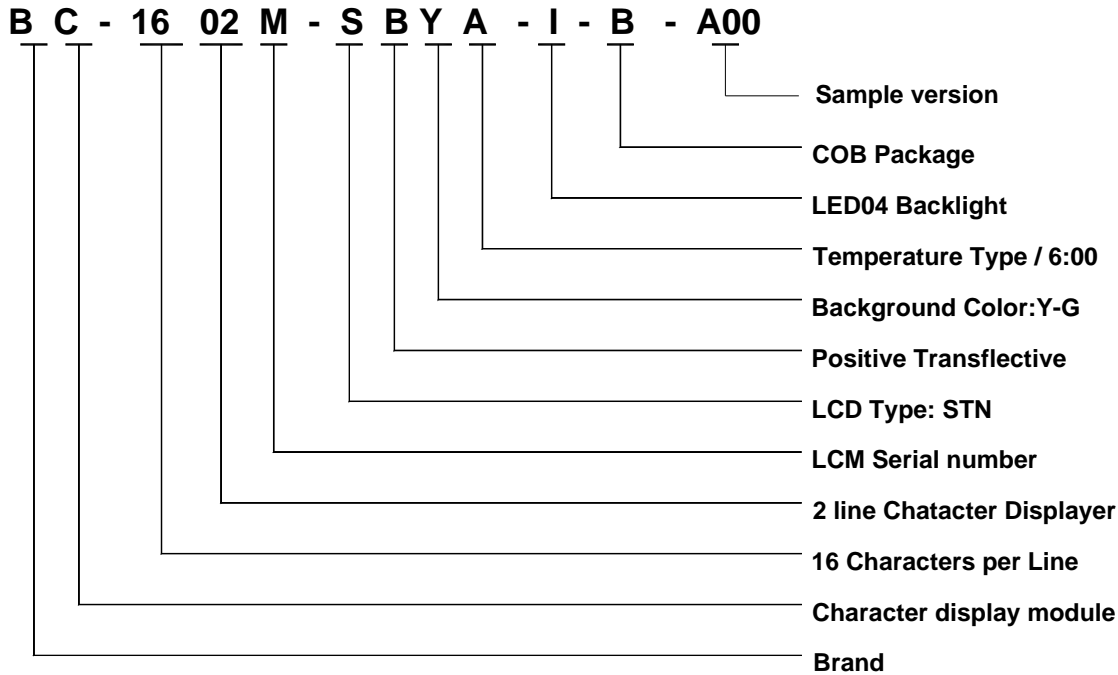 B C - 16 02 M - S B Y A - I - B - A00
Sample version
COB Package
LED04 Backlight
Temperature Type / 6:00
Background Color:Y-G
Positive Transflective
LCD Type: STN
LCM Serial number
2 line Chatacter Displayer
16 Characters per Line
Character display module
Brand